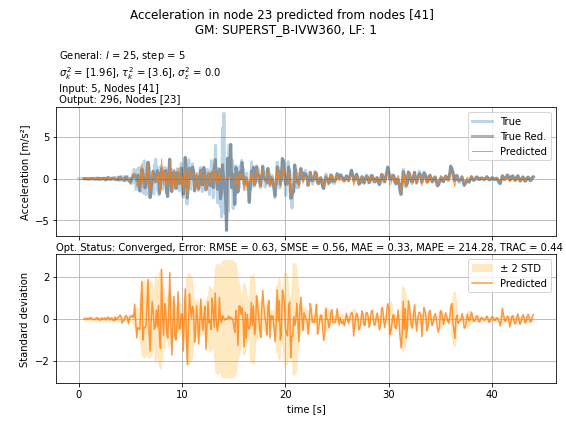 Acceleration in node 23 predicted from nodes [41]
GM: SUPERST_B-IVW360, LF: 1
General: l = 25, step = 5
σ²ₖ = [1.96], τ²ₖ = [3.6], σ²ε = 0.0
Input: 5, Nodes [41]
Output: 296, Nodes [23]
True
True Red.
Predicted
5
0
−5
Acceleration [m/s²]
Opt. Status: Converged, Error: RMSE = 0.63, SMSE = 0.56, MAE = 0.33, MAPE = 214.28, TRAC = 0.44
± 2 STD
Predicted
2
0
−2
Standard deviation
0 10 20 30 40
time [s]